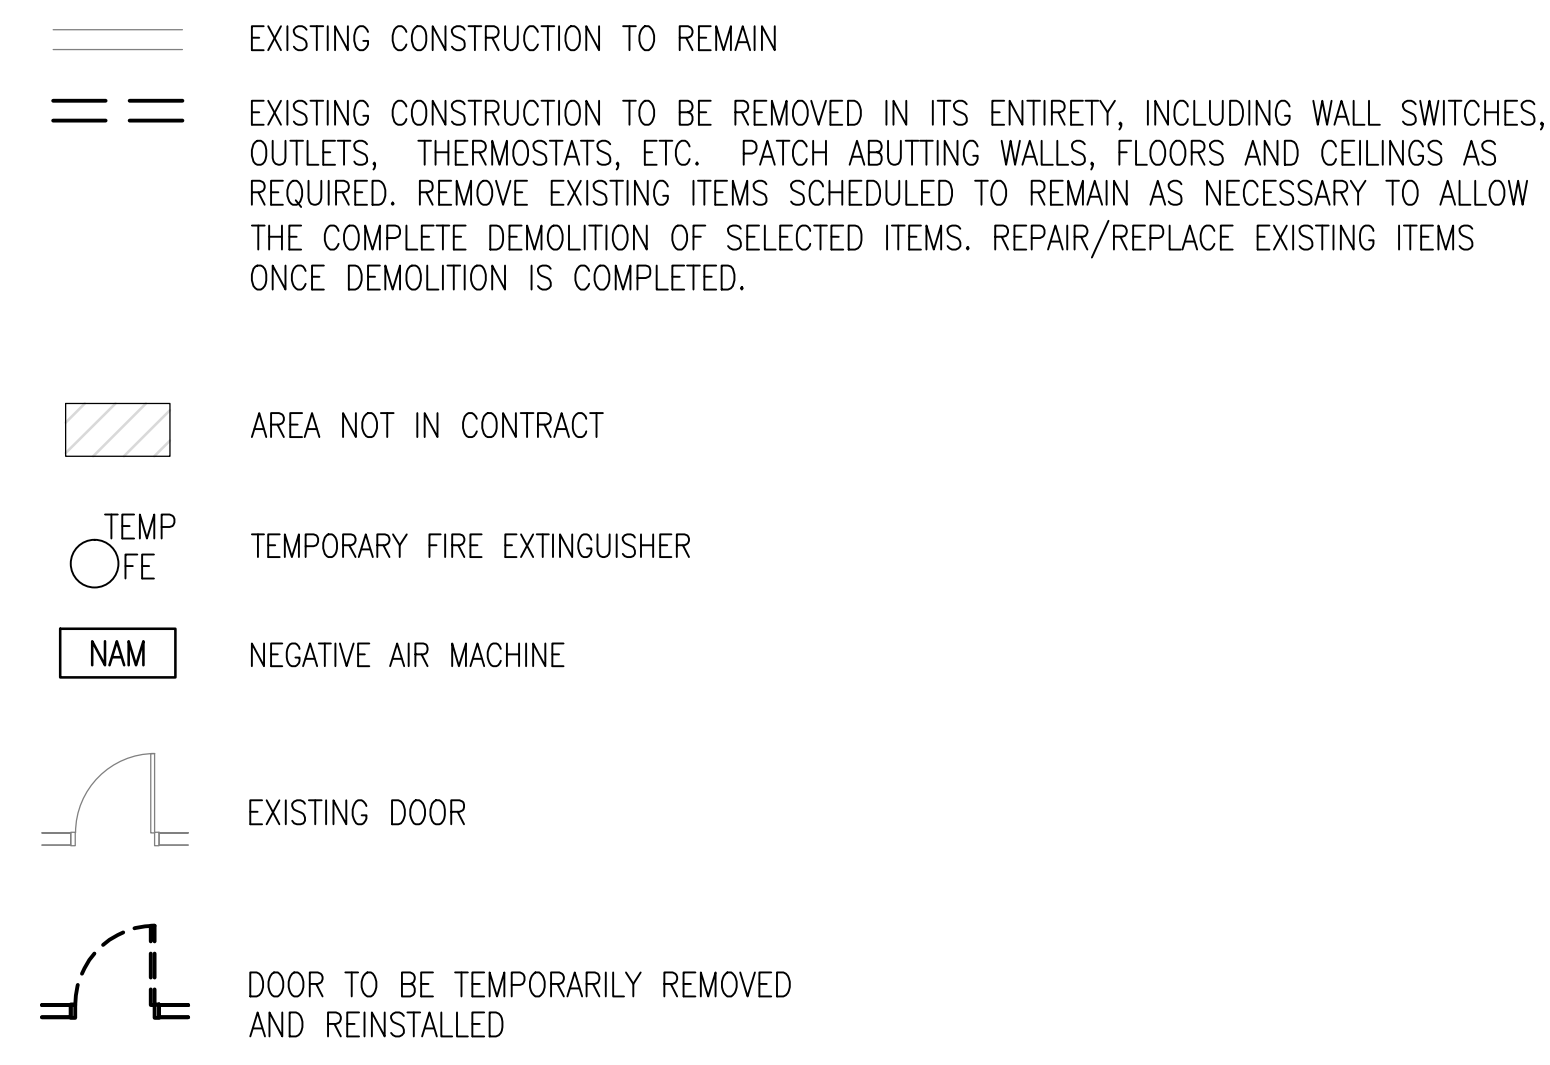 EXISTING CONSTRUCTION TO REMAIN
EXISTING CONSTRUCTION TO BE REMOVED IN ITS ENTIRETY, INCLUDING WALL SWITCHES,
OUTLETS, THERMOSTATS, ETC. PATCH ABUTTING WALLS, FLOORS AND CEILINGS AS
REQUIRED. REMOVE EXISTING ITEMS SCHEDULED TO REMAIN AS NECESSARY TO ALLOW
THE COMPLETE DEMOLITION OF SELECTED ITEMS. REPAIR/REPLACE EXISTING ITEMS
ONCE DEMOLITION IS COMPLETED.
AREA NOT IN CONTRACT
TEMP
FE
TEMPORARY FIRE EXTINGUISHER
NAM
NEGATIVE AIR MACHINE
EXISTING DOOR
DOOR TO BE TEMPORARILY REMOVED
AND REINSTALLED